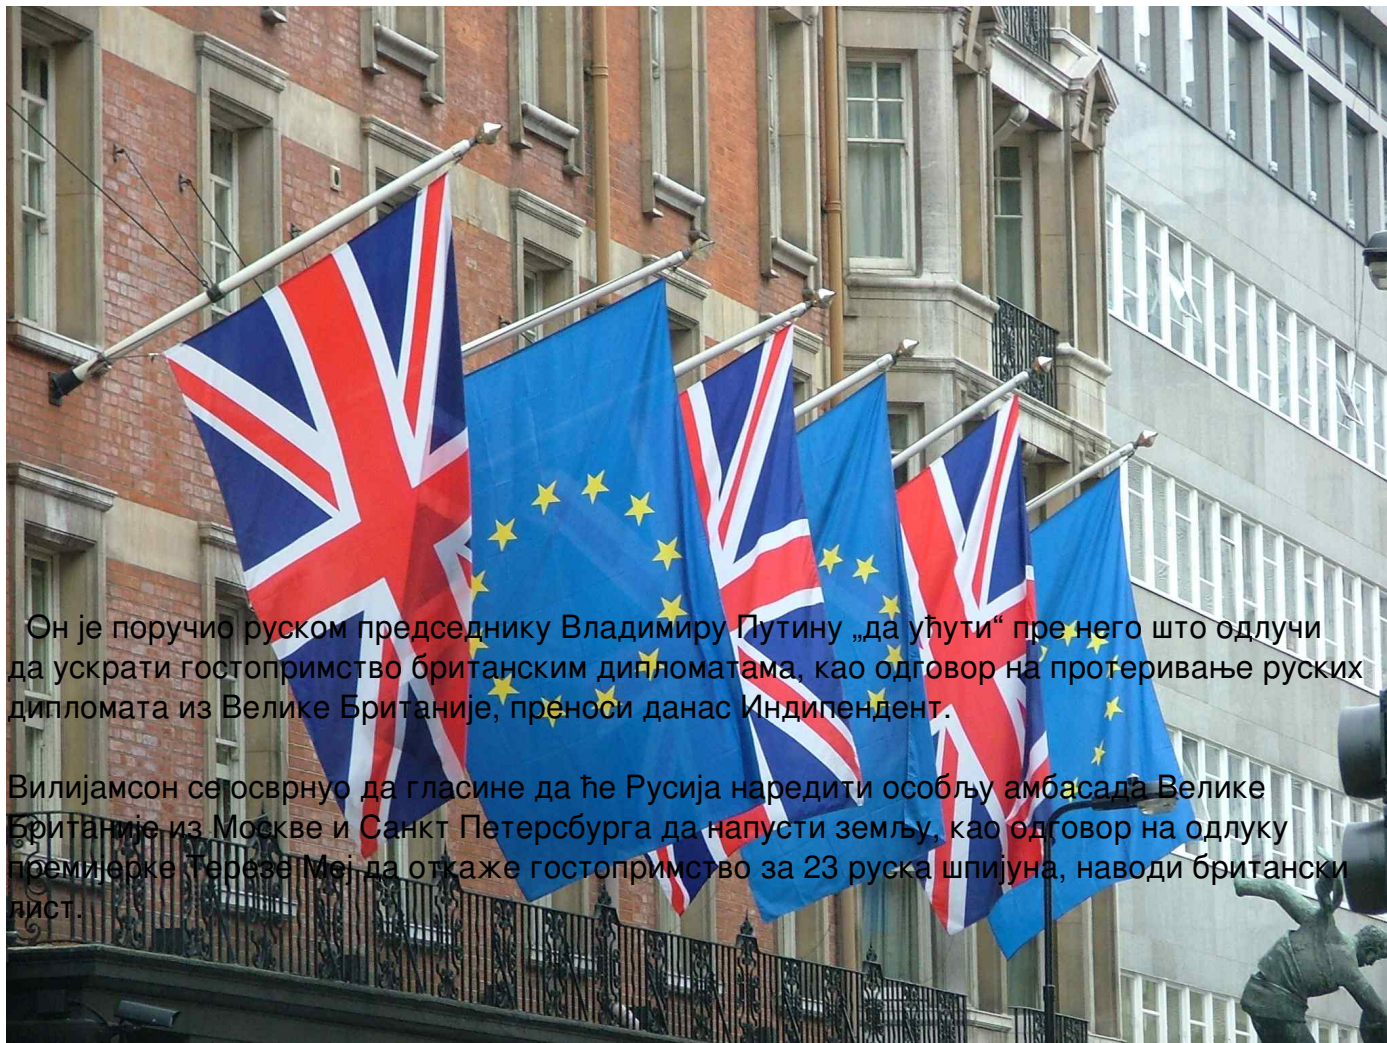 Он је поручио руском председнику Владимиру Путину „да ућути“ пре него што одлучи
да ускрати гостопримство британским дипломатама, као одговор на протеривање руских
дипломата из Велике Британије, преноси данас Индипендент.
Вилијамсон се осврнуо да гласине да ће Русија наредити особљу амбасада Велике
Британије из Москве и Санкт Петерсбурга да напусти земљу, као одговор на одлуку
премијерке Терезе Меј да откаже гостопримство за 23 руска шпијуна, наводи британски
лист.